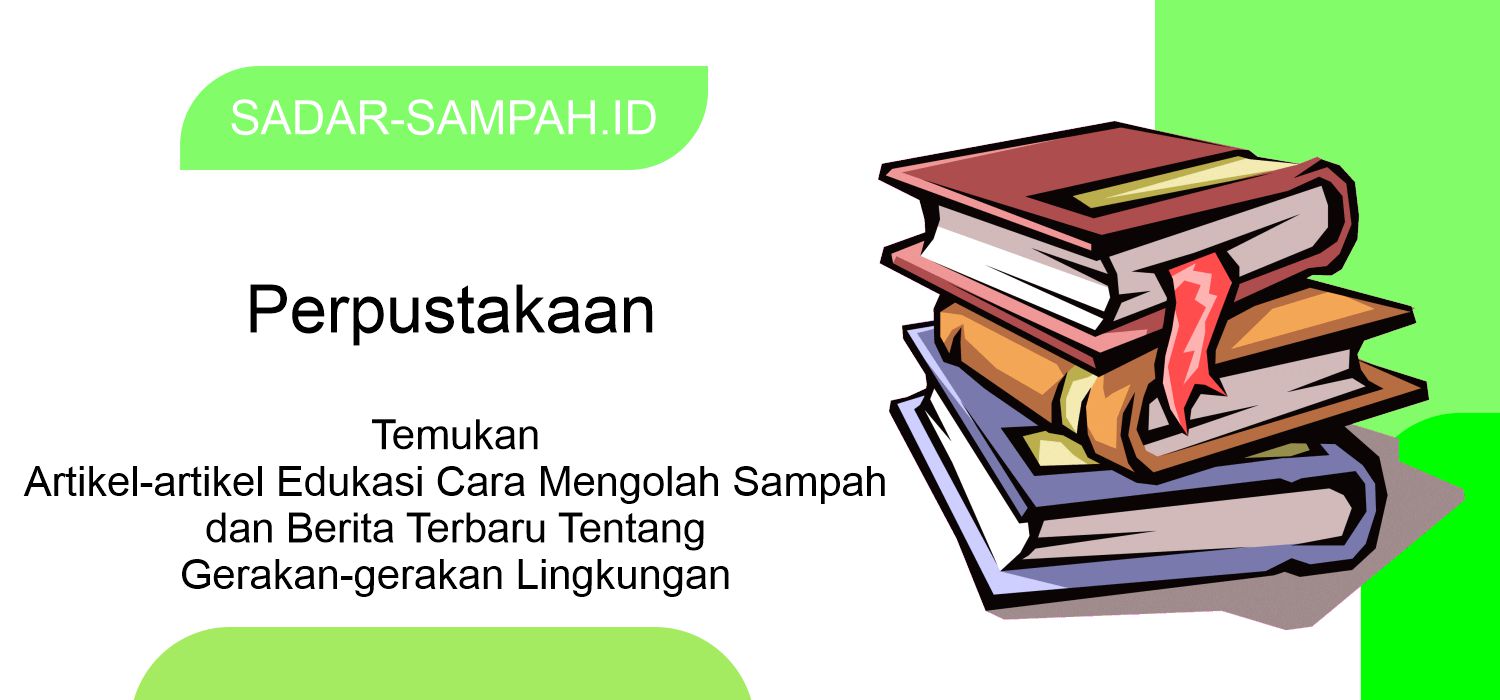 SADAR-SAMPAH.ID
Perpustakaan
Temukan
Artikel-artikel Edukasi Cara Mengolah Sampah
dan Berita Terbaru Tentang
Gerakan-gerakan Lingkungan